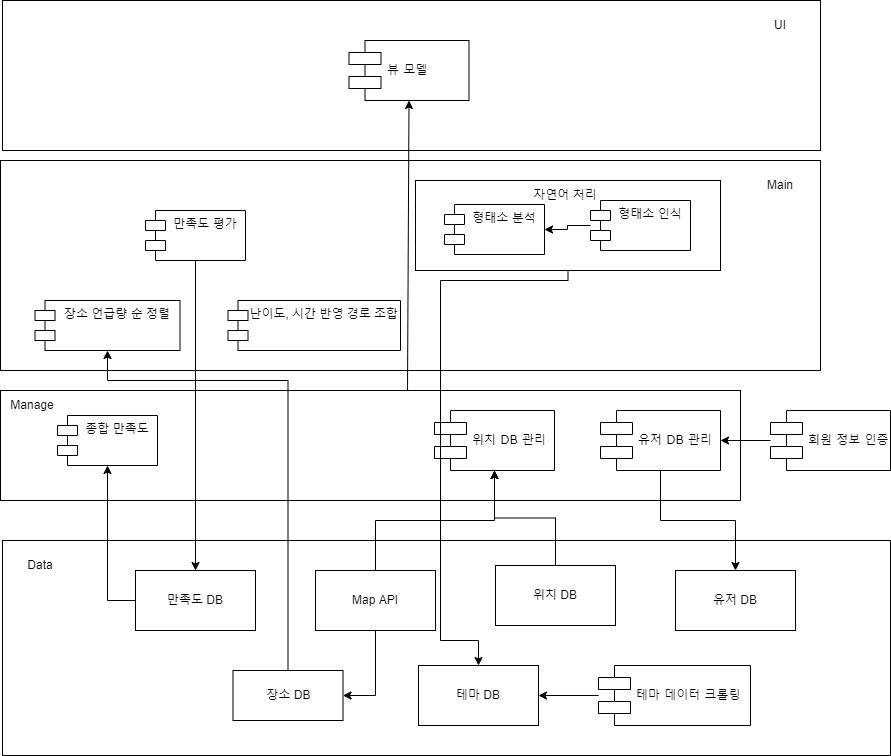 UI
뷰 모델
Main
자연어 처리
만족도 평가
형태소 분석
형태소 인식
장소 언급량 순 정렬
난이도, 시간 반영 경로 조합
Manage
종합 만족도
위치 DB 관리
유저 DB 관리
회원 정보 인증
Data
만족도 DB
Map API
위치 DB
유저 DB
장소 DB
테마 DB
테마 데이터 크롤링